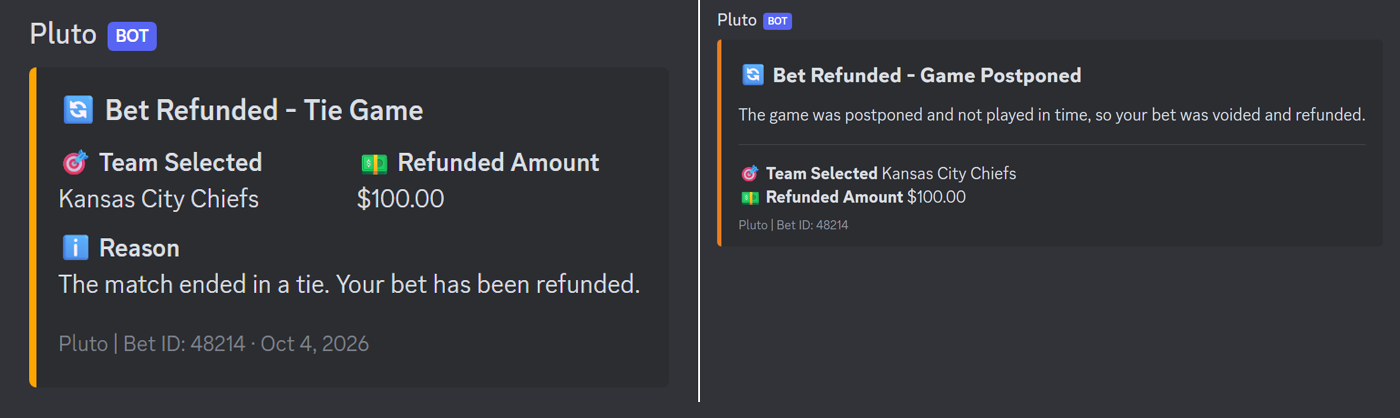 Pluto BOT
Bet Refunded - Tie Game
Team Selected
Kansas City Chiefs
Refunded Amount
$100.00
Reason
The match ended in a tie. Your bet has been refunded.
Pluto | Bet ID: 48214 · Oct 4, 2026
Pluto BOT
Bet Refunded - Game Postponed
The game was postponed and not played in time, so your bet was voided and refunded.
Team Selected Kansas City Chiefs
Refunded Amount $100.00
Pluto | Bet ID: 48214